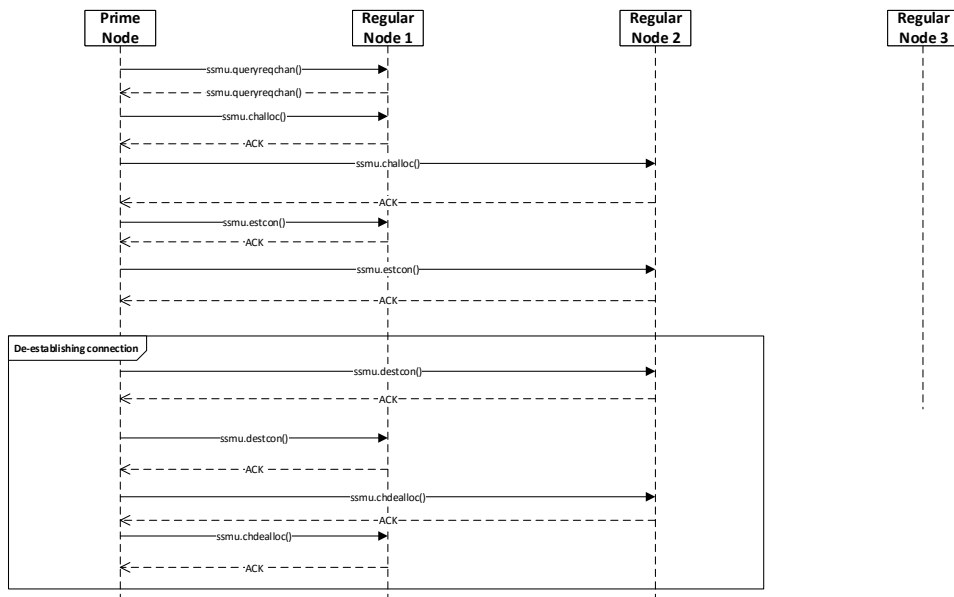 Prime
Node
Regular
Node 1
Regular
Node 2
Regular
Node 3
ssmu.queryreqchan()
ssmu.queryreqchan()
ssmu.challoc()
ACK
ssmu.challoc()
ACK
ssmu.estcon()
ACK
ssmu.estcon()
ACK
De-establishing connection
ssmu.destcon()
ACK
ssmu.destcon()
ACK
ssmu.chdealloc()
ACK
ssmu.chdealloc()
ACK